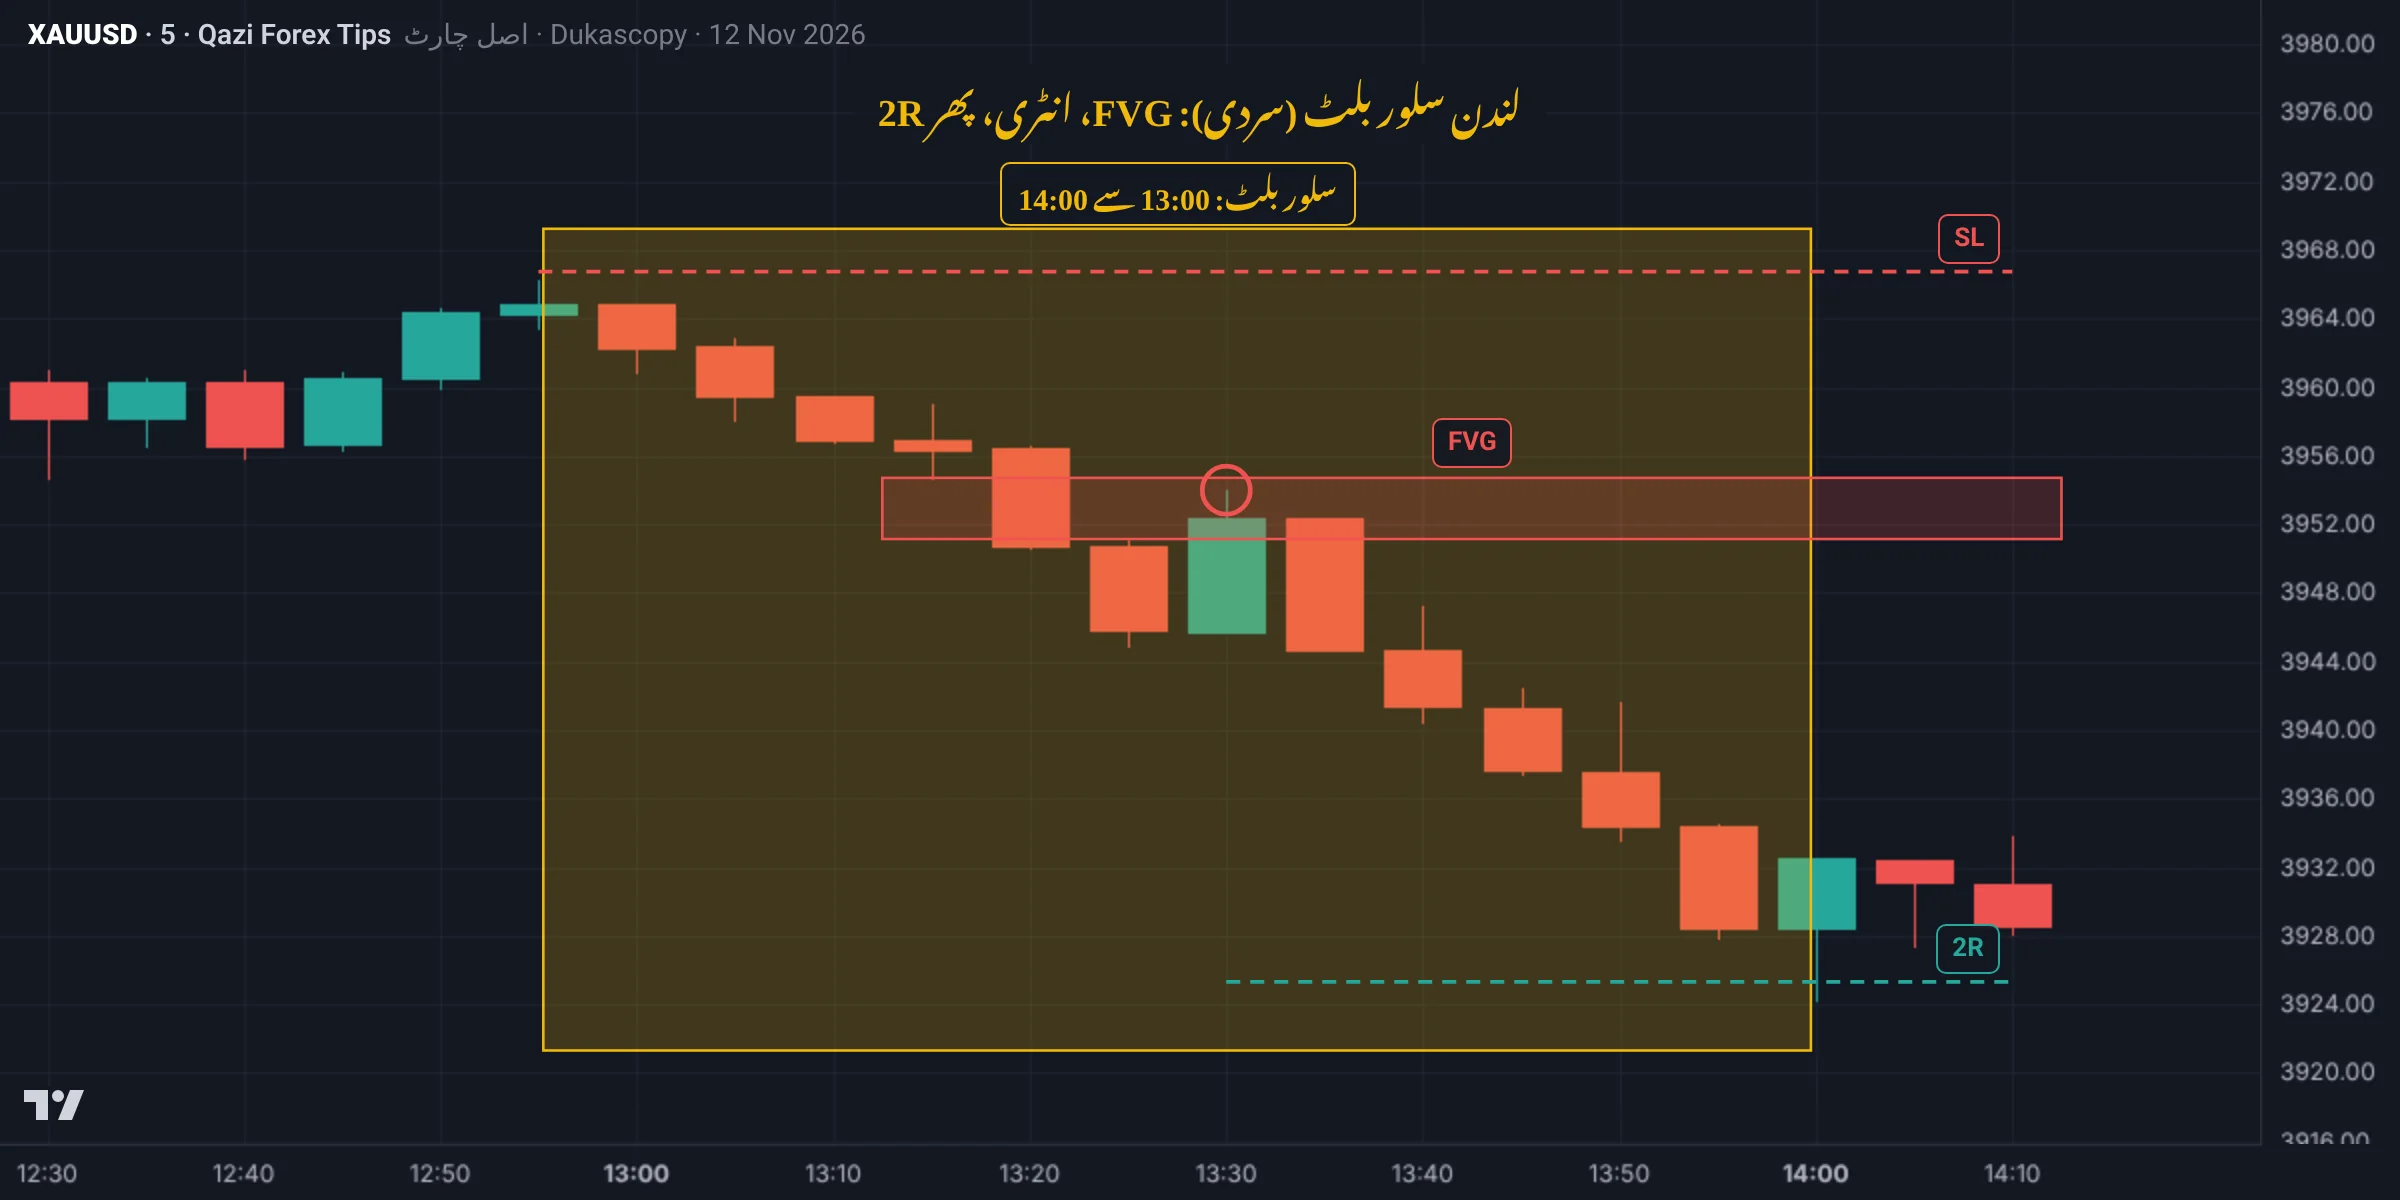 XAUUSD · 5 · Qazi Forex Tips اصل چارٹ · Dukascopy · 12 Nov 2026
لندن سلور بلٹ (سردی): FVG، انٹری، پھر 2R
سلور بلٹ: 13:00 سے 14:00
SL
FVG
2R
3980.00
3976.00
3972.00
3968.00
3964.00
3960.00
3956.00
3952.00
3948.00
3944.00
3940.00
3936.00
3932.00
3928.00
3924.00
3920.00
3916.00
12:30 12:40 12:50 13:00 13:10 13:20 13:30 13:40 13:50 14:00 14:10